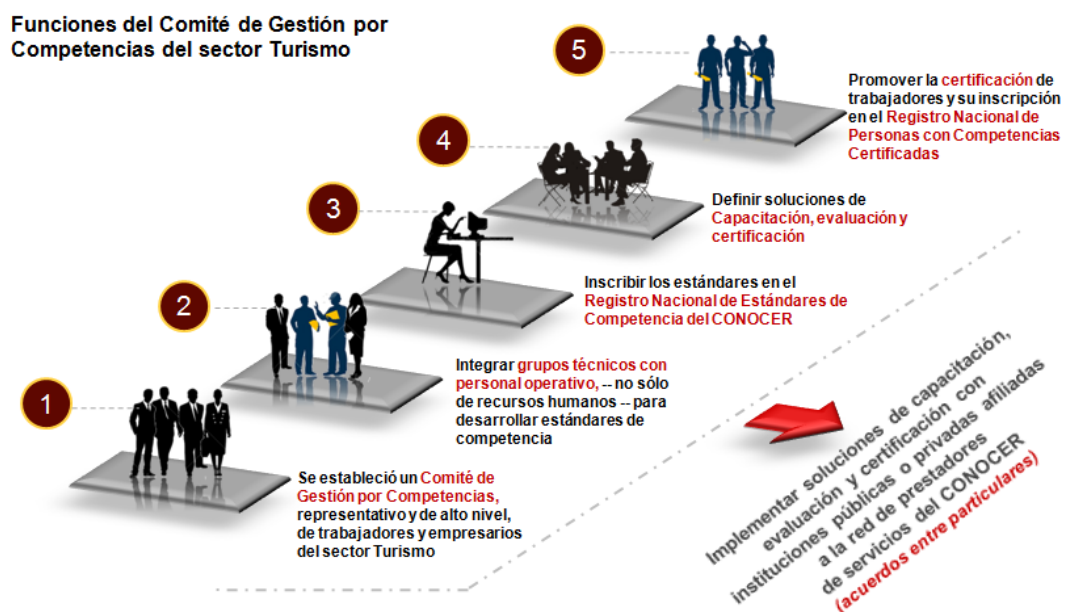 Funciones del Comité de Gestión por
Competencias del sector Turismo
1
Se estableció un Comité de
Gestión por Competencias,
representativo y de alto nivel,
de trabajadores y empresarios
del sector Turismo
2
Integrar grupos técnicos con
personal operativo, -- no sólo
de recursos humanos -- para
desarrollar estándares de
competencia
3
Inscribir los estándares en el
Registro Nacional de Estándares de
Competencia del CONOCER
4
Definir soluciones de
Capacitación, evaluación y
certificación
5
Promover la certificación de
trabajadores y su inscripción
en el Registro Nacional de
Personas con Competencias
Certificadas
Implementar soluciones de capacitación,
evaluación y certificación con
instituciones públicas o privadas afiliadas
a la red de prestadores
de servicios del CONOCER
(acuerdos entre particulares)